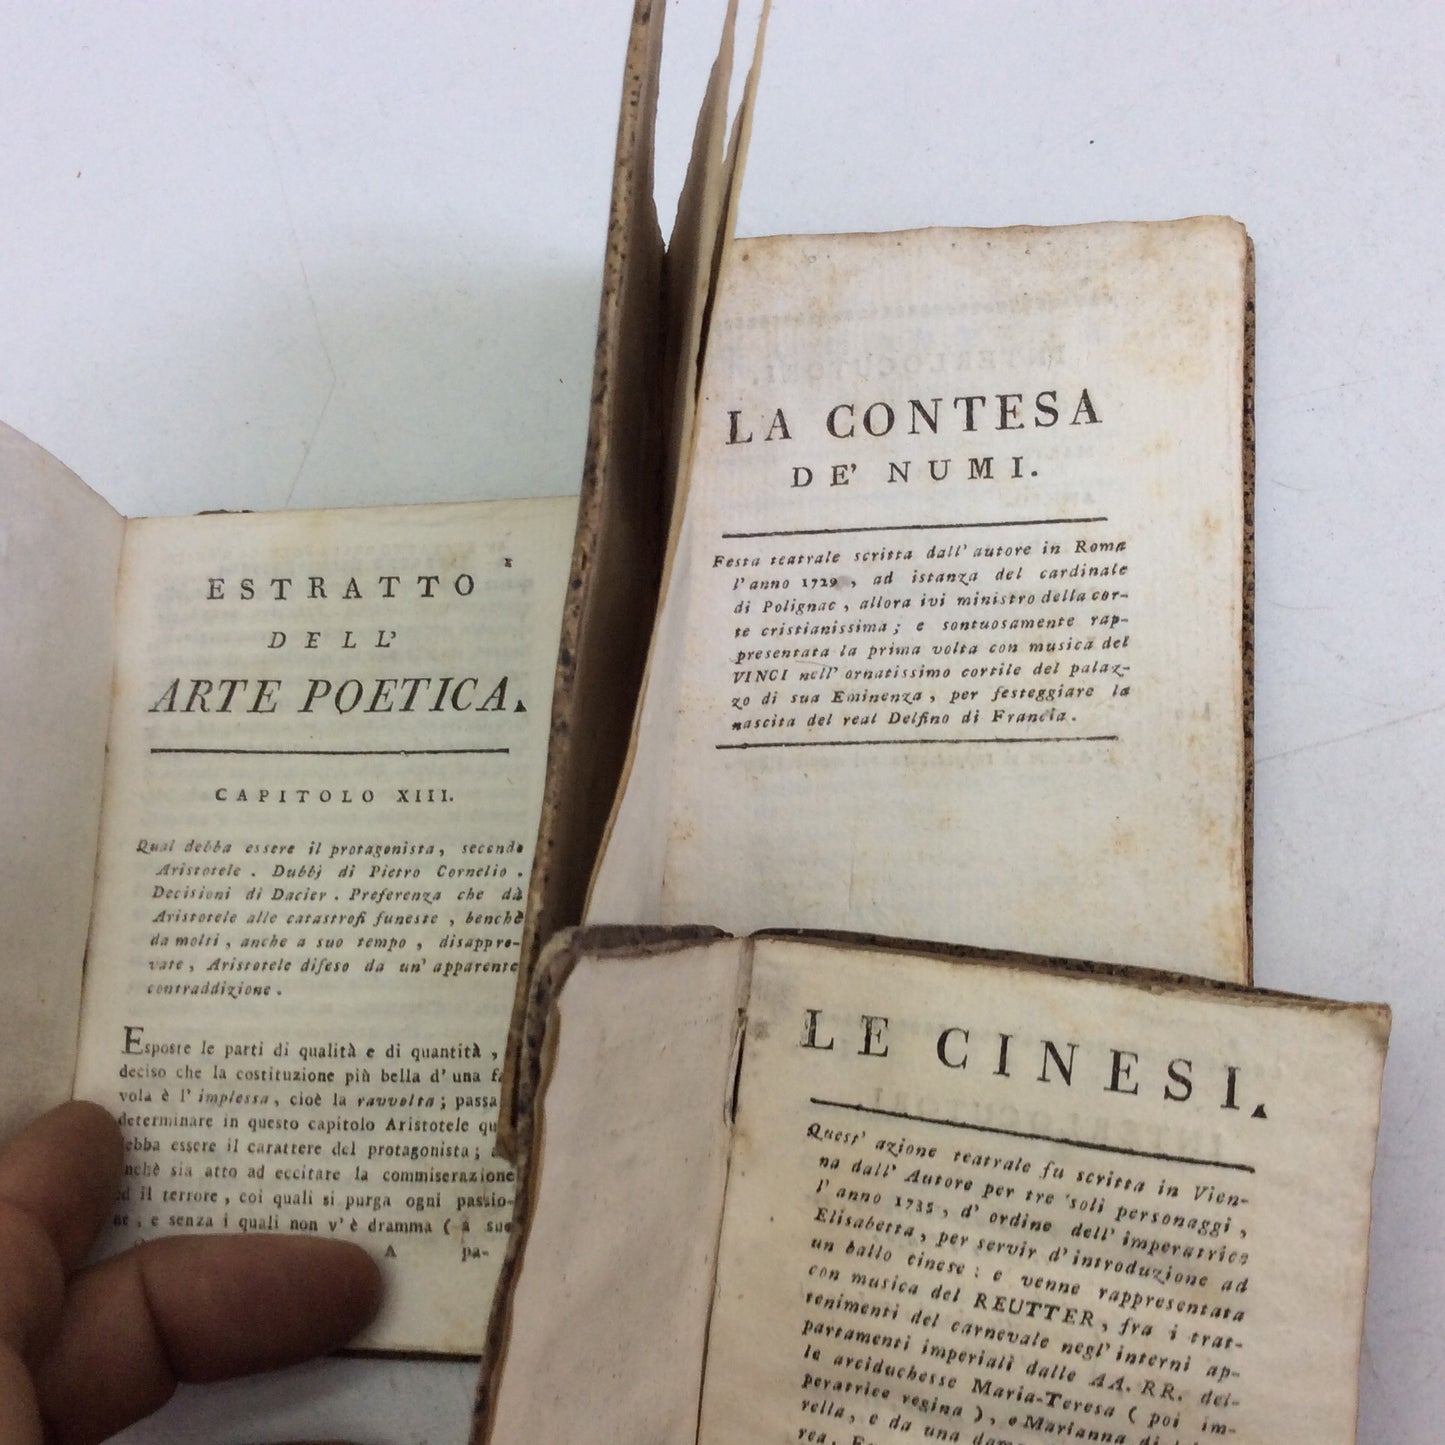 ESTRATTO
DELL'
ARTE POETICA.
CAPITOLO XIII.
Qual debba essere il protagonista, secondo
Aristotele. Dubbj di Pietro Cornelio.
Decisioni di Dacier. Preferenza che dà
Aristotele alle catastrofi funeste, benchè
da molti, anche a suo tempo, disappro-
vate, Aristotele difeso da un' apparente
contraddizione.
Esposte le parti di qualità e di quantità,
deciso che la costituzione più bella d' una fa
vola è l' implessa, cioè la ravvolta; passa
determinare in questo capitolo Aristotele qu
debba essere il carattere del protagonista;
nchè sia atto ad eccitare la commiserazione
ed il terrore, coi quali si purga ogni passio-
ne, e senza i quali non v' è dramma (a suo
A pa-
LA CONTESA
DE' NUMI.
Festa teatrale scritta dall' autore in Roma
l' anno 1729, ad istanza del cardinale
di Polignac, allora ivi ministro della cor-
te cristianissima; e sontuosamente rap-
presentata la prima volta con musica del
VINCI nell' ornatissimo cortile del palaz-
zo di sua Eminenza, per festeggiare la
nascita del real Delfino di Francia.
LE CINESI.
Quest' azione teatrale fu scritta in Vien-
na dall' Autore per tre soli personaggi,
l' anno 1735, d' ordine dell' imperatrice
Elisabetta, per servir d' introduzione ad
un ballo cinese: e venne rappresentata
con musica del REUTTER, fra i trat-
tenimenti del carnevale negl' interni ap-
partamenti imperiali dalle AA. RR. del-
le arciduchesse Maria-Teresa (poi im-
peratrice regina), e Marianna di
rella, e da una dama
rea.